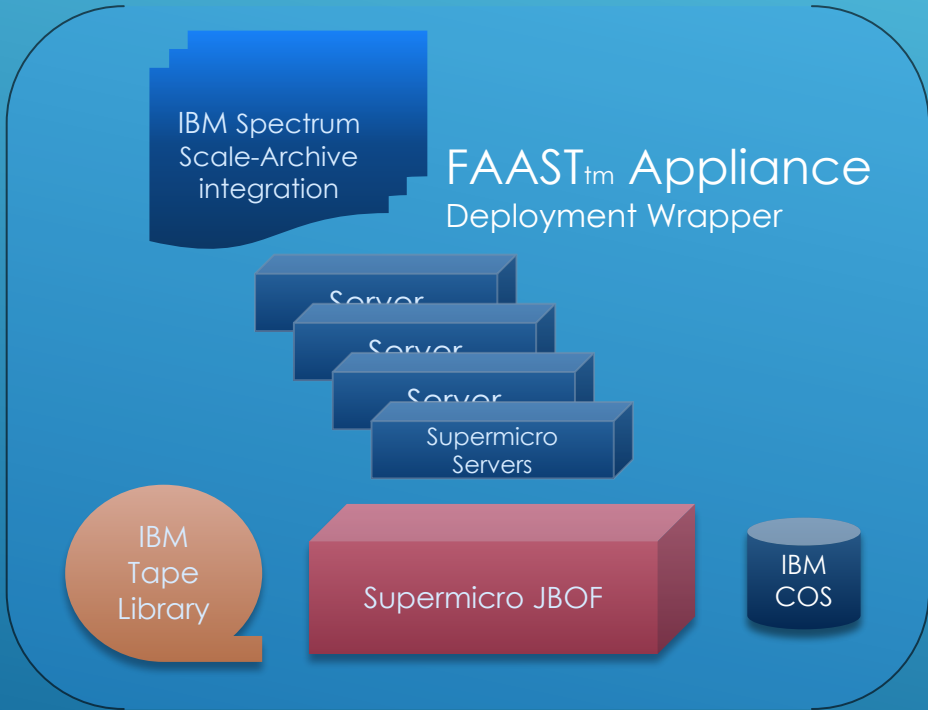 IBM Spectrum
Scale-Archive
integration
FAASTtm Appliance
Deployment Wrapper
Server
Server
Server
Supermicro
Servers
IBM
Tape
Library
Supermicro JBOF
IBM
COS